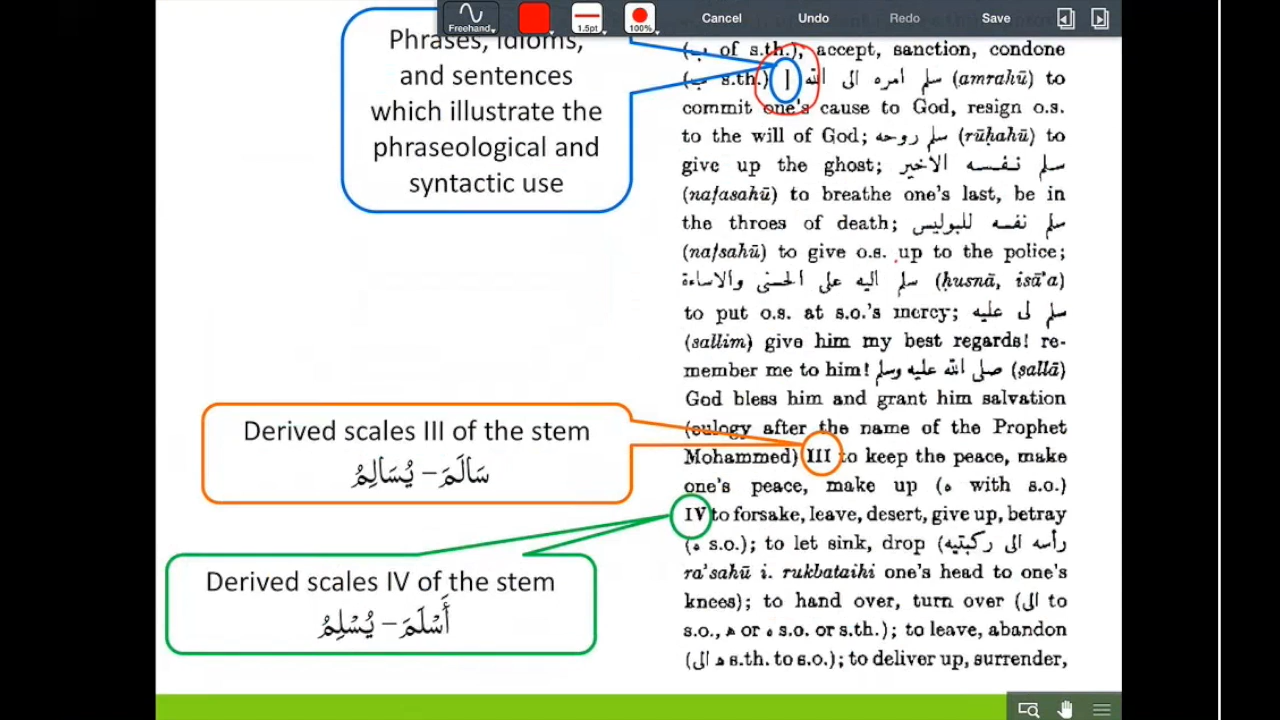 Freehand
1.5pt
100%
Cancel
Undo
Redo
Save
Phrases, idioms,
and sentences
which illustrate the
phraseological and
syntactic use
Derived scales III of the stem
سَالَمَ – يُسَالِمُ
Derived scales IV of the stem
أَسْلَمَ – يُسْلِمُ
(ب of s.th.), accept, sanction, condone
(ب s.th.) | سلم امره الى الله (amrahū) to
commit one's cause to God, resign o.s.
to the will of God; سلم روحه (rūḥahū) to
give up the ghost; سلم نفسه الاخير
(nafasahū) to breathe one's last, be in
the throes of death; سلم نفسه للبوليس
(nafsahū) to give o.s. up to the police;
سلم اليه على الحسنى والاساءة (ḥusnā, isā'a)
to put o.s. at s.o.'s mercy; سلم لى عليه
(sallim) give him my best regards! re-
member me to him! صلى الله عليه وسلم (ṣallā)
God bless him and grant him salvation
(eulogy after the name of the Prophet
Mohammed) III to keep the peace, make
one's peace, make up (ه with s.o.)
IV to forsake, leave, desert, give up, betray
(ه s.o.); to let sink, drop (رأسه الى ركبتيه
ra'sahū i. rukbataihi one's head to one's
knees); to hand over, turn over (الى to
s.o., ه or ه s.o. or s.th.); to leave, abandon
(ه الى s.th. to s.o.); to deliver up, surrender,